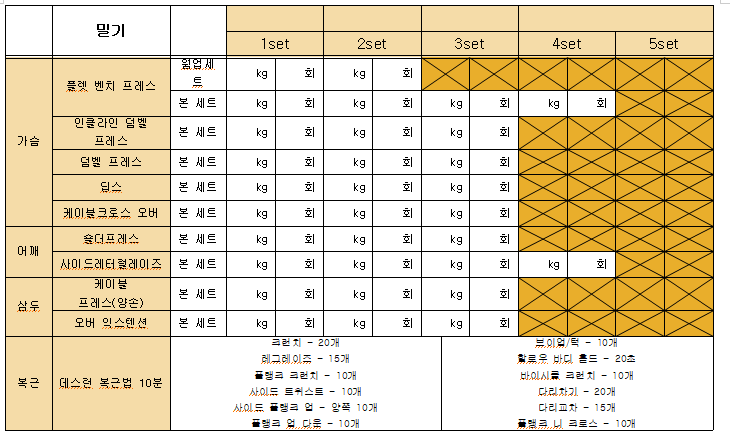 밀기
1set 2set 3set 4set 5set
가슴
플렛 벤치 프레스
웜업세
트
kg 회 kg 회
본 세트 kg 회 kg 회 kg 회 kg 회
인클라인 덤벨
프레스
본 세트 kg 회 kg 회 kg 회
덤벨 프레스 본 세트 kg 회 kg 회 kg 회
딥스 본 세트 kg 회 kg 회 kg 회
케이블크로스 오버 본 세트 kg 회 kg 회 kg 회
어깨
숄더프레스 본 세트 kg 회 kg 회 kg 회
사이드레터럴레이즈 본 세트 kg 회 kg 회 kg 회 kg 회
삼두
케이블
프레스(양손)
본 세트 kg 회 kg 회 kg 회
오버 익스텐션 본 세트 kg 회 kg 회 kg 회
복근 데스런 복근법 10분
크런치 - 20개
레그레이즈 - 15개
플랭크 크런치 - 10개
사이드 트위스트 - 10개
사이드 플랭크 업 - 양쪽 10개
플랭크 업 다운 - 10개
브이업/턱 - 10개
할로우 바디 홀드 - 20초
바이시클 크런치 - 10개
다리차기 - 20개
다리교차 - 15개
플랭크 니 크로스 - 10개